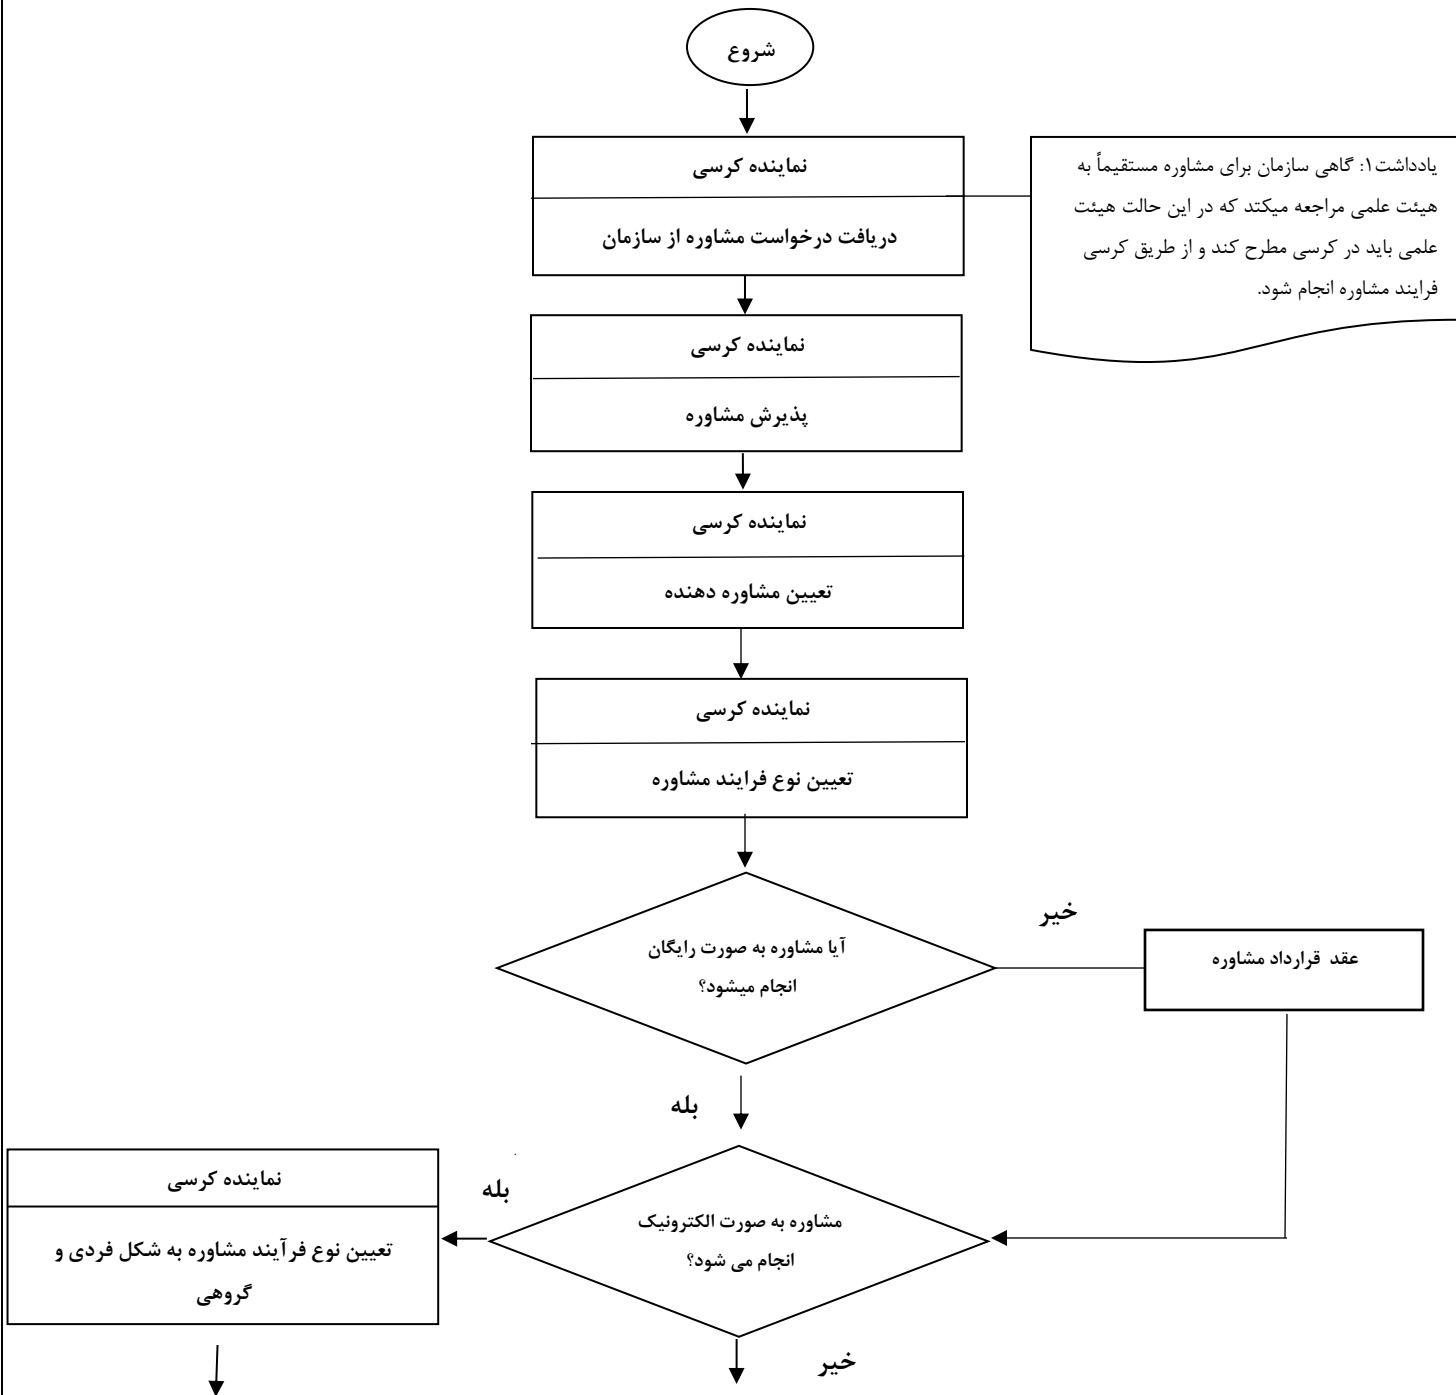 شروع
نماینده کرسی
دریافت درخواست مشاوره از سازمان
یادداشت۱: گاهی سازمان برای مشاوره مستقیماً به
هیئت علمی مراجعه میکتد که در این حالت هیئت
علمی باید در کرسی مطرح کند و از طریق کرسی
فرایند مشاوره انجام شود.
نماینده کرسی
پذیرش مشاوره
نماینده کرسی
تعیین مشاوره دهنده
نماینده کرسی
تعیین نوع فرایند مشاوره
آیا مشاوره به صورت رایگان
انجام میشود؟
خیر
عقد قرارداد مشاوره
بله
مشاوره به صورت الکترونیک
انجام می شود؟
بله
نماینده کرسی
تعیین نوع فرآیند مشاوره به شکل فردی و
گروهی
خیر